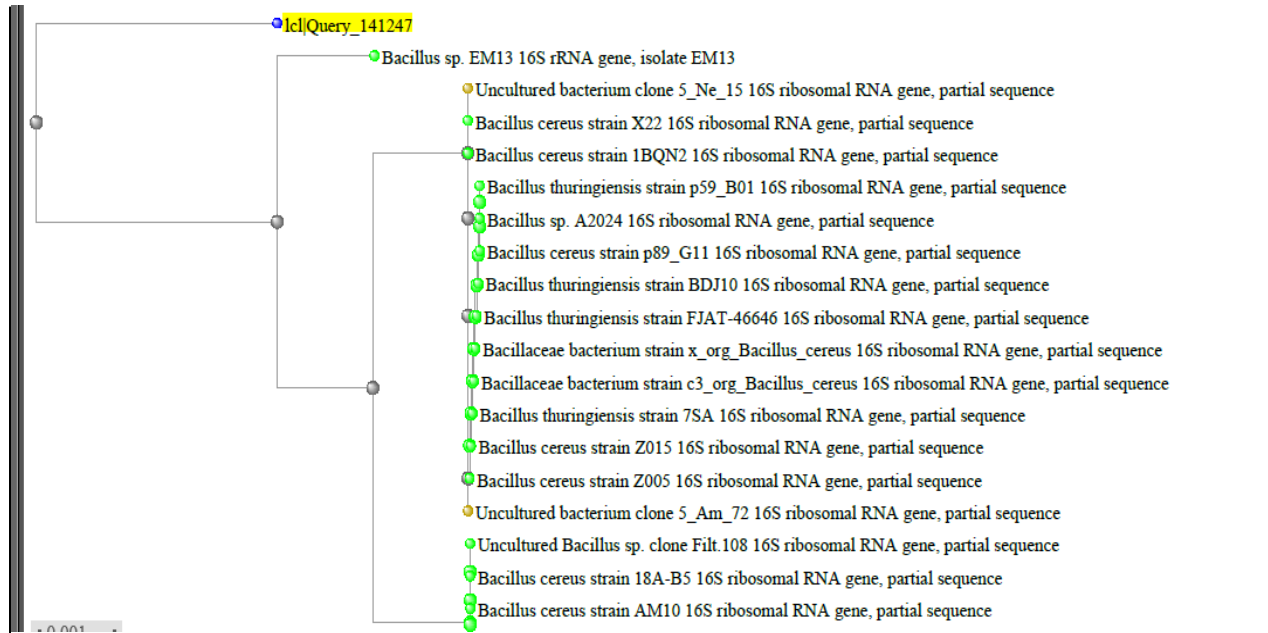 lcl|Query_141247
Bacillus sp. EM13 16S rRNA gene, isolate EM13
Uncultured bacterium clone 5_Ne_15 16S ribosomal RNA gene, partial sequence
Bacillus cereus strain X22 16S ribosomal RNA gene, partial sequence
Bacillus cereus strain 1BQN2 16S ribosomal RNA gene, partial sequence
Bacillus thuringiensis strain p59_B01 16S ribosomal RNA gene, partial sequence
Bacillus sp. A2024 16S ribosomal RNA gene, partial sequence
Bacillus cereus strain p89_G11 16S ribosomal RNA gene, partial sequence
Bacillus thuringiensis strain BDJ10 16S ribosomal RNA gene, partial sequence
Bacillus thuringiensis strain FJAT-46646 16S ribosomal RNA gene, partial sequence
Bacillaceae bacterium strain x_org_Bacillus_cereus 16S ribosomal RNA gene, partial sequence
Bacillaceae bacterium strain c3_org_Bacillus_cereus 16S ribosomal RNA gene, partial sequence
Bacillus thuringiensis strain 7SA 16S ribosomal RNA gene, partial sequence
Bacillus cereus strain Z015 16S ribosomal RNA gene, partial sequence
Bacillus cereus strain Z005 16S ribosomal RNA gene, partial sequence
Uncultured bacterium clone 5_Am_72 16S ribosomal RNA gene, partial sequence
Uncultured Bacillus sp. clone Filt.108 16S ribosomal RNA gene, partial sequence
Bacillus cereus strain 18A-B5 16S ribosomal RNA gene, partial sequence
Bacillus cereus strain AM10 16S ribosomal RNA gene, partial sequence
0.001